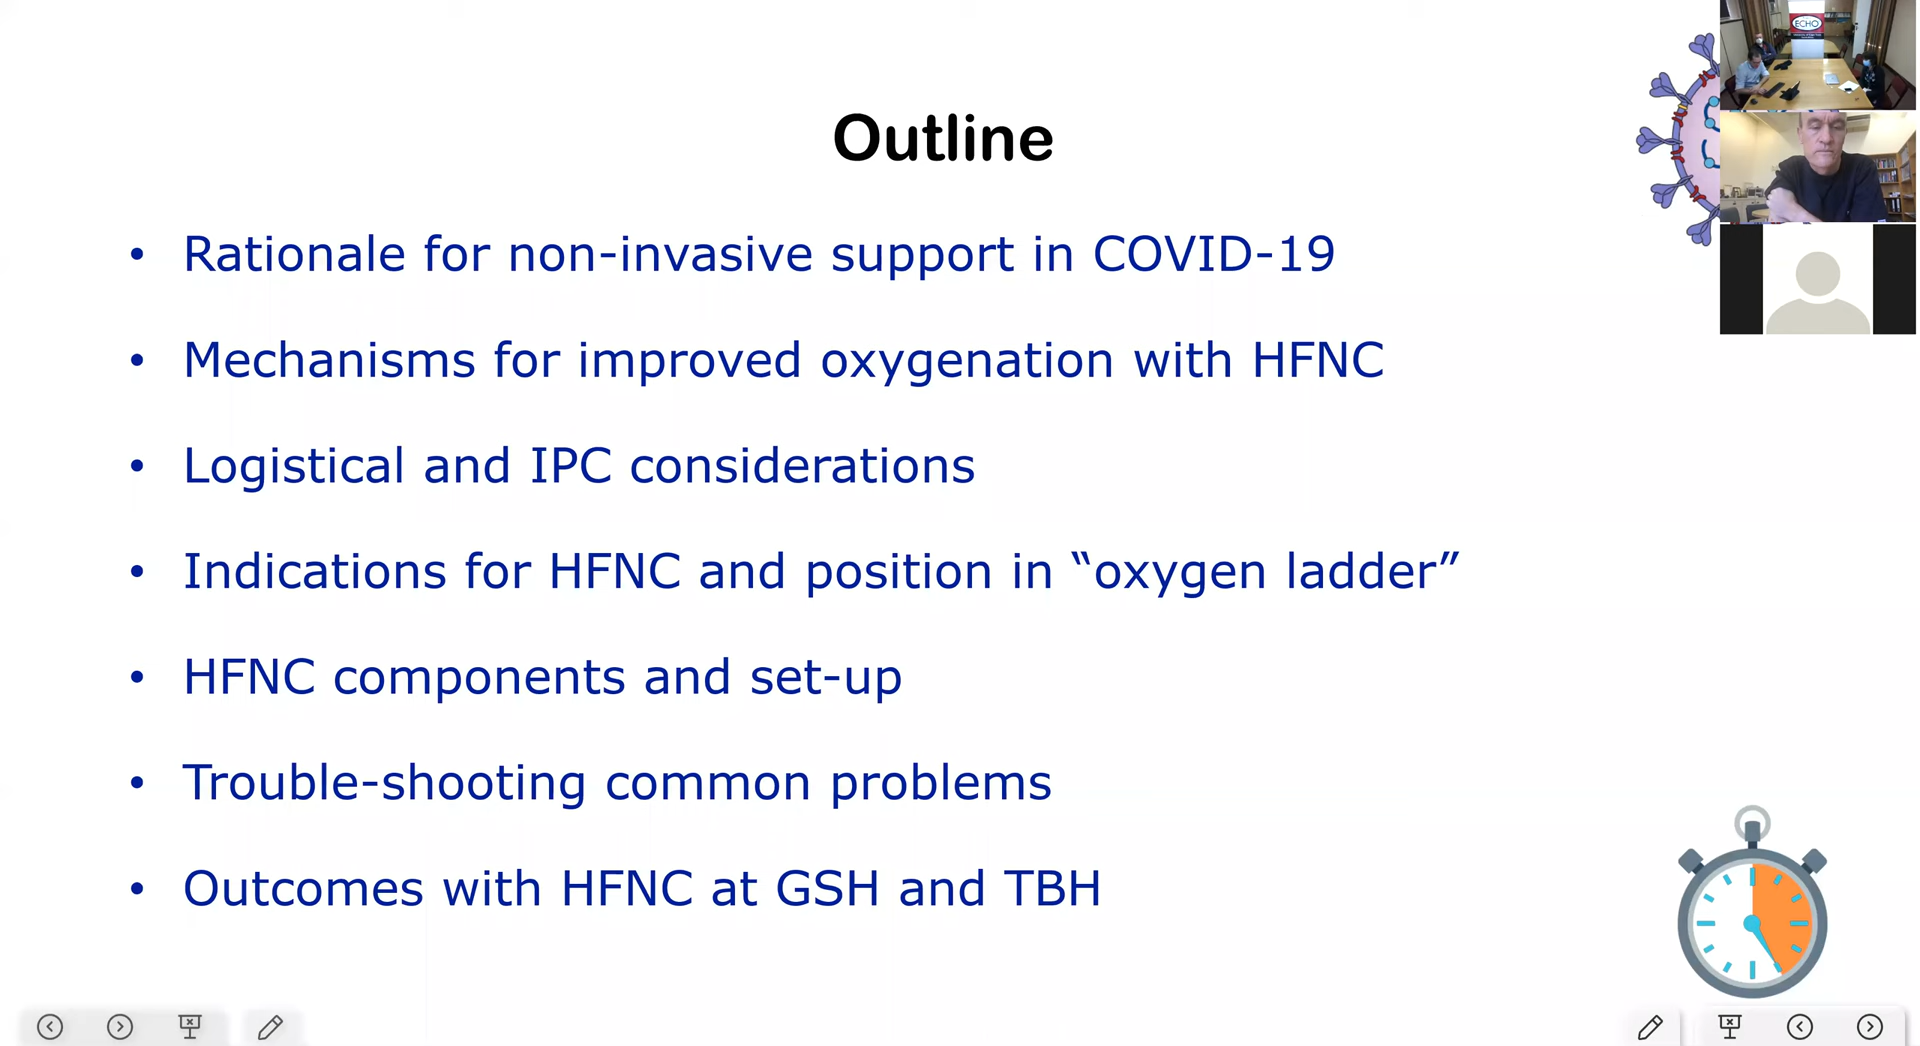 ECHO
Outline
• Rationale for non-invasive support in COVID-19
• Mechanisms for improved oxygenation with HFNC
• Logistical and IPC considerations
• Indications for HFNC and position in “oxygen ladder”
• HFNC components and set-up
• Trouble-shooting common problems
• Outcomes with HFNC at GSH and TBH